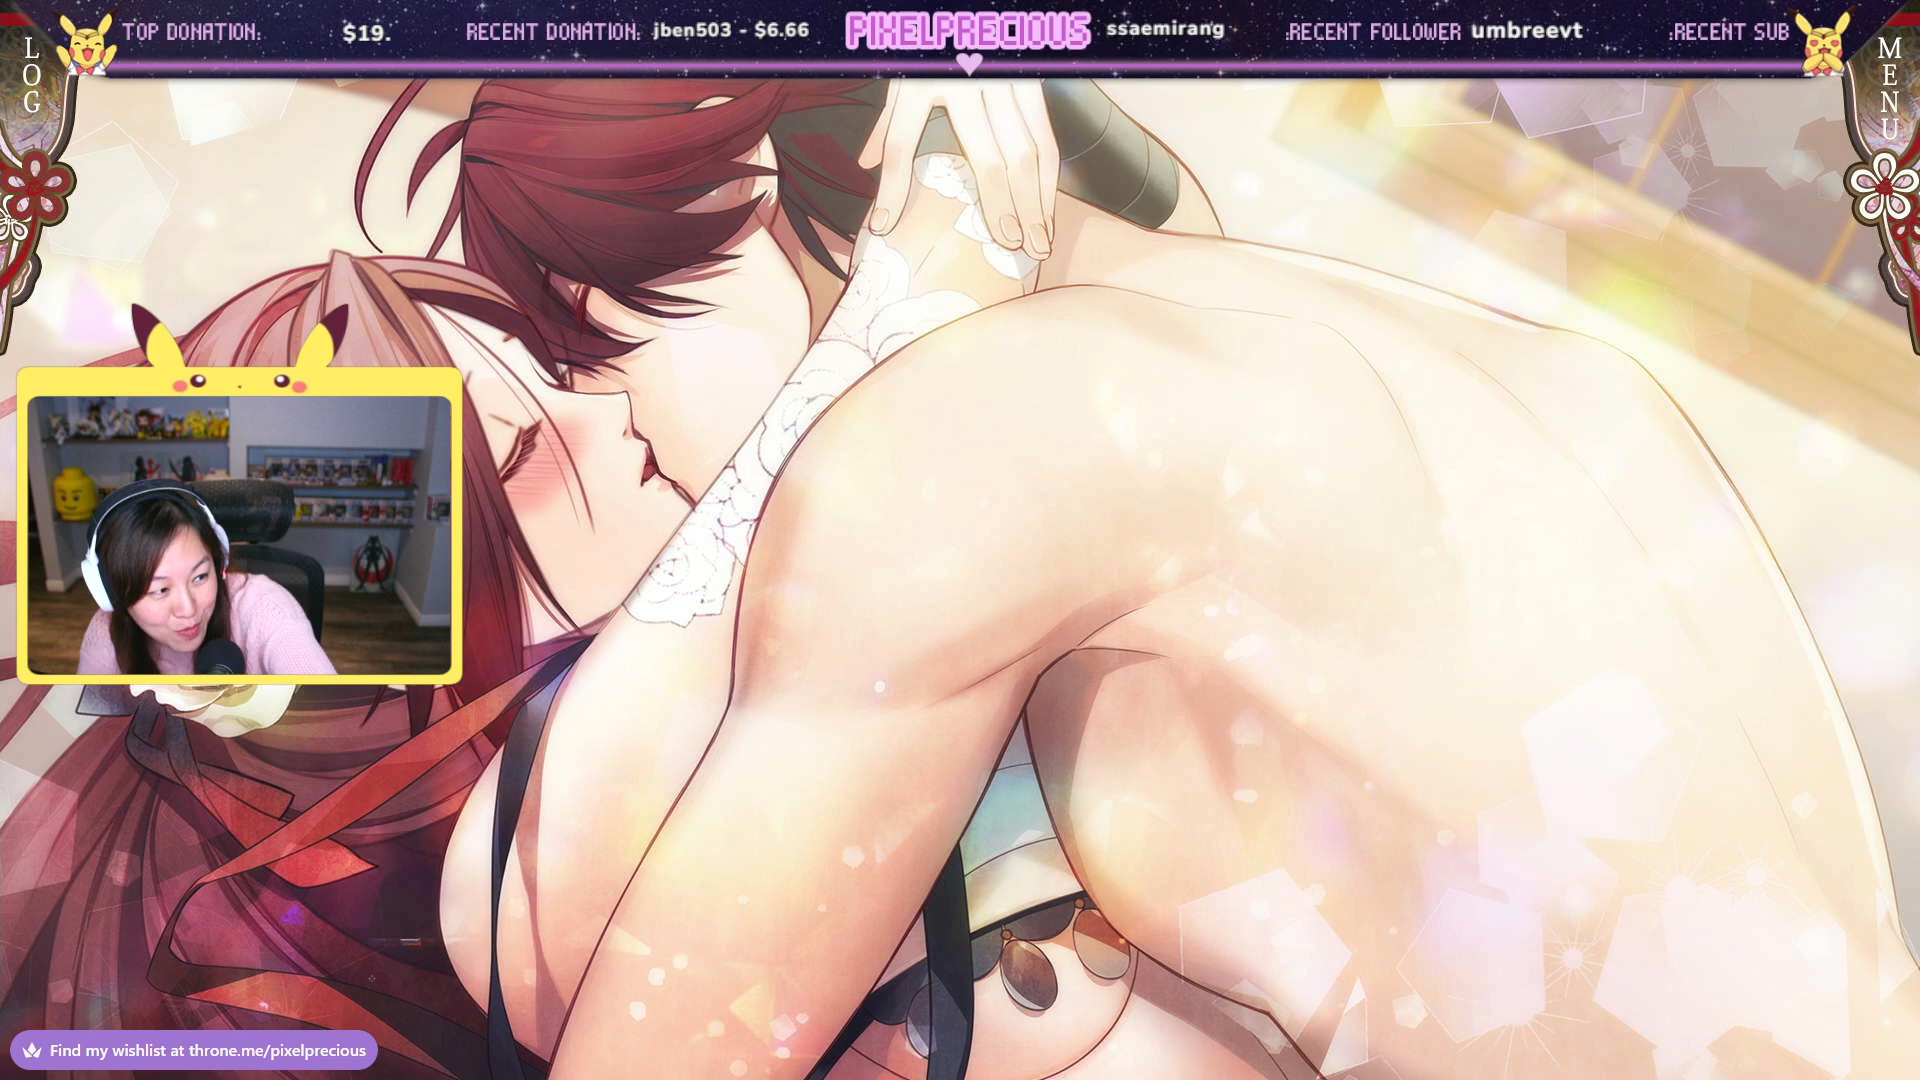 TOP DONATION:
$19.
RECENT DONATION:
jben503 - $6.66
PIXELPRECIOUS
ssaemirang
:RECENT FOLLOWER
umbreevt
:RECENT SUB
LOG
MENU
Find my wishlist at throne.me/pixelprecious